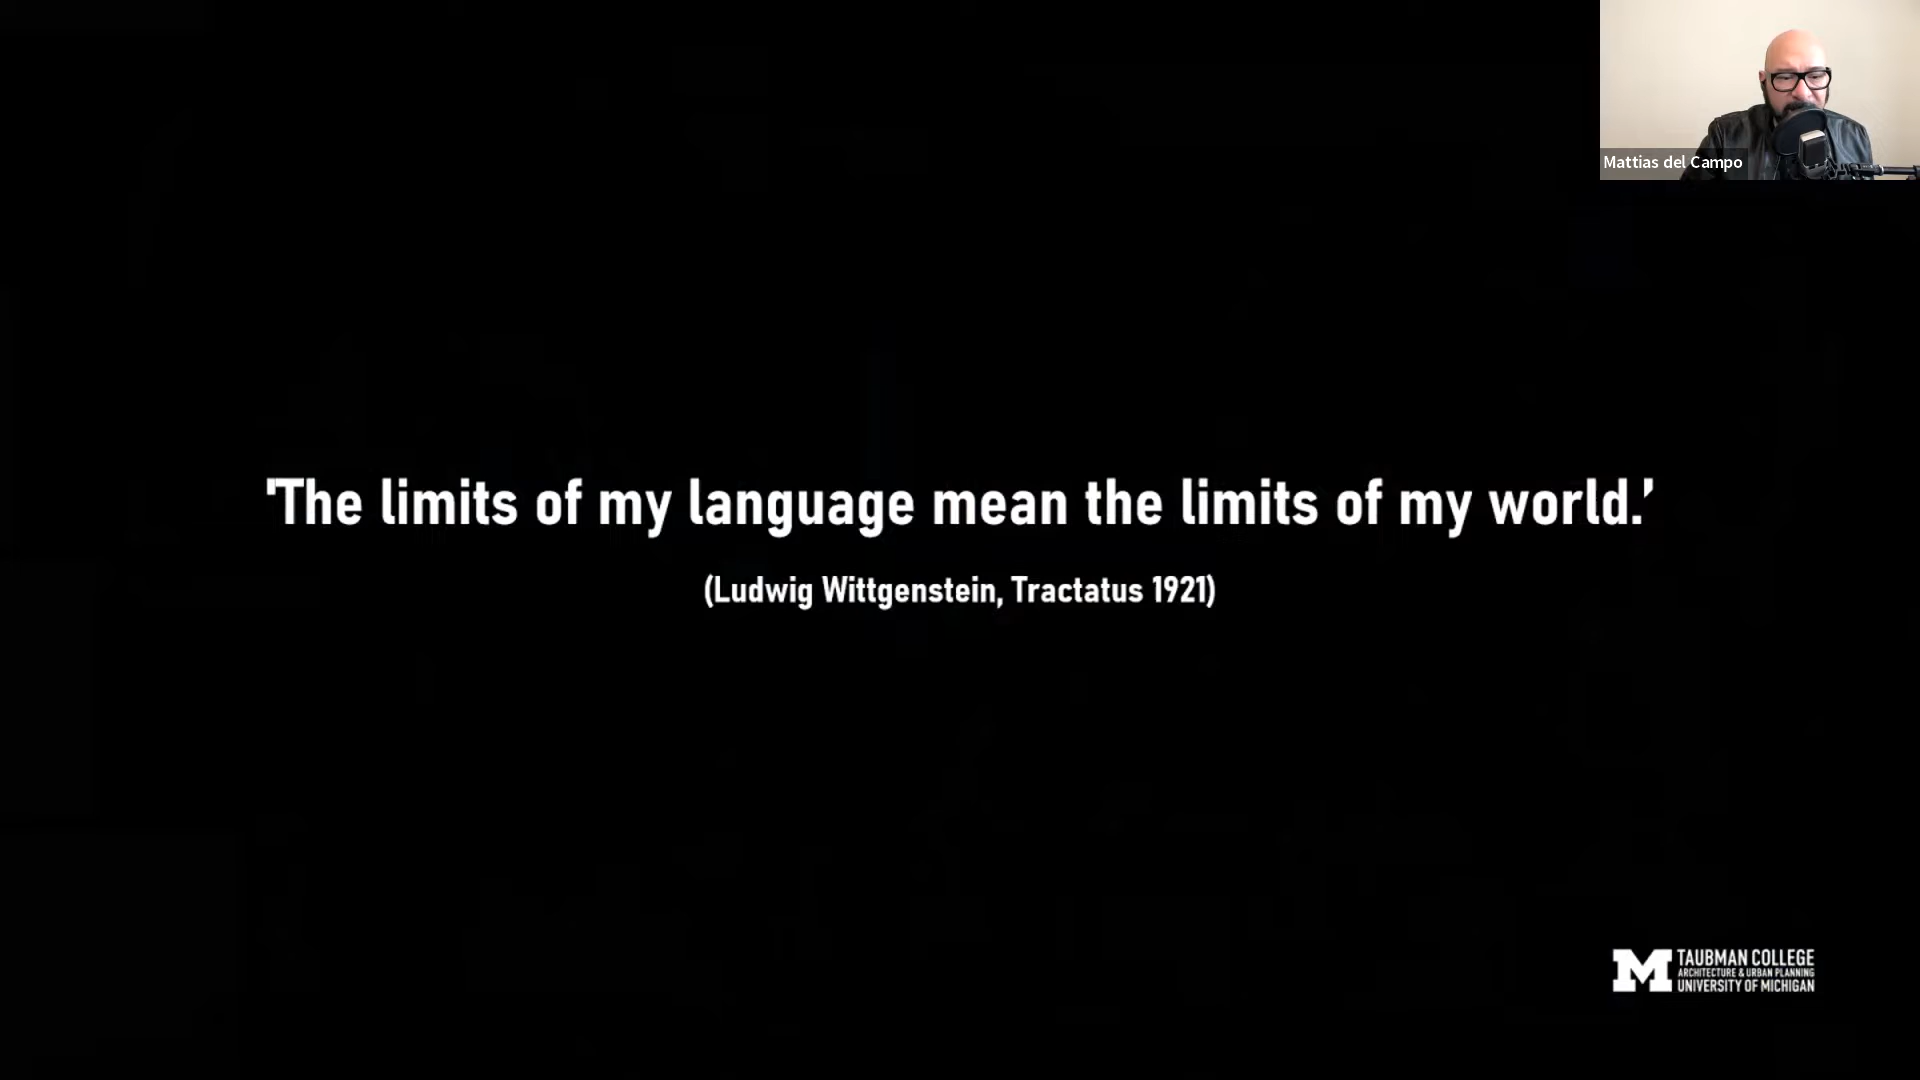 Mattias del Campo
'The limits of my language mean the limits of my world.’
(Ludwig Wittgenstein, Tractatus 1921)
M TAUBMAN COLLEGE
ARCHITECTURE & URBAN PLANNING
UNIVERSITY OF MICHIGAN